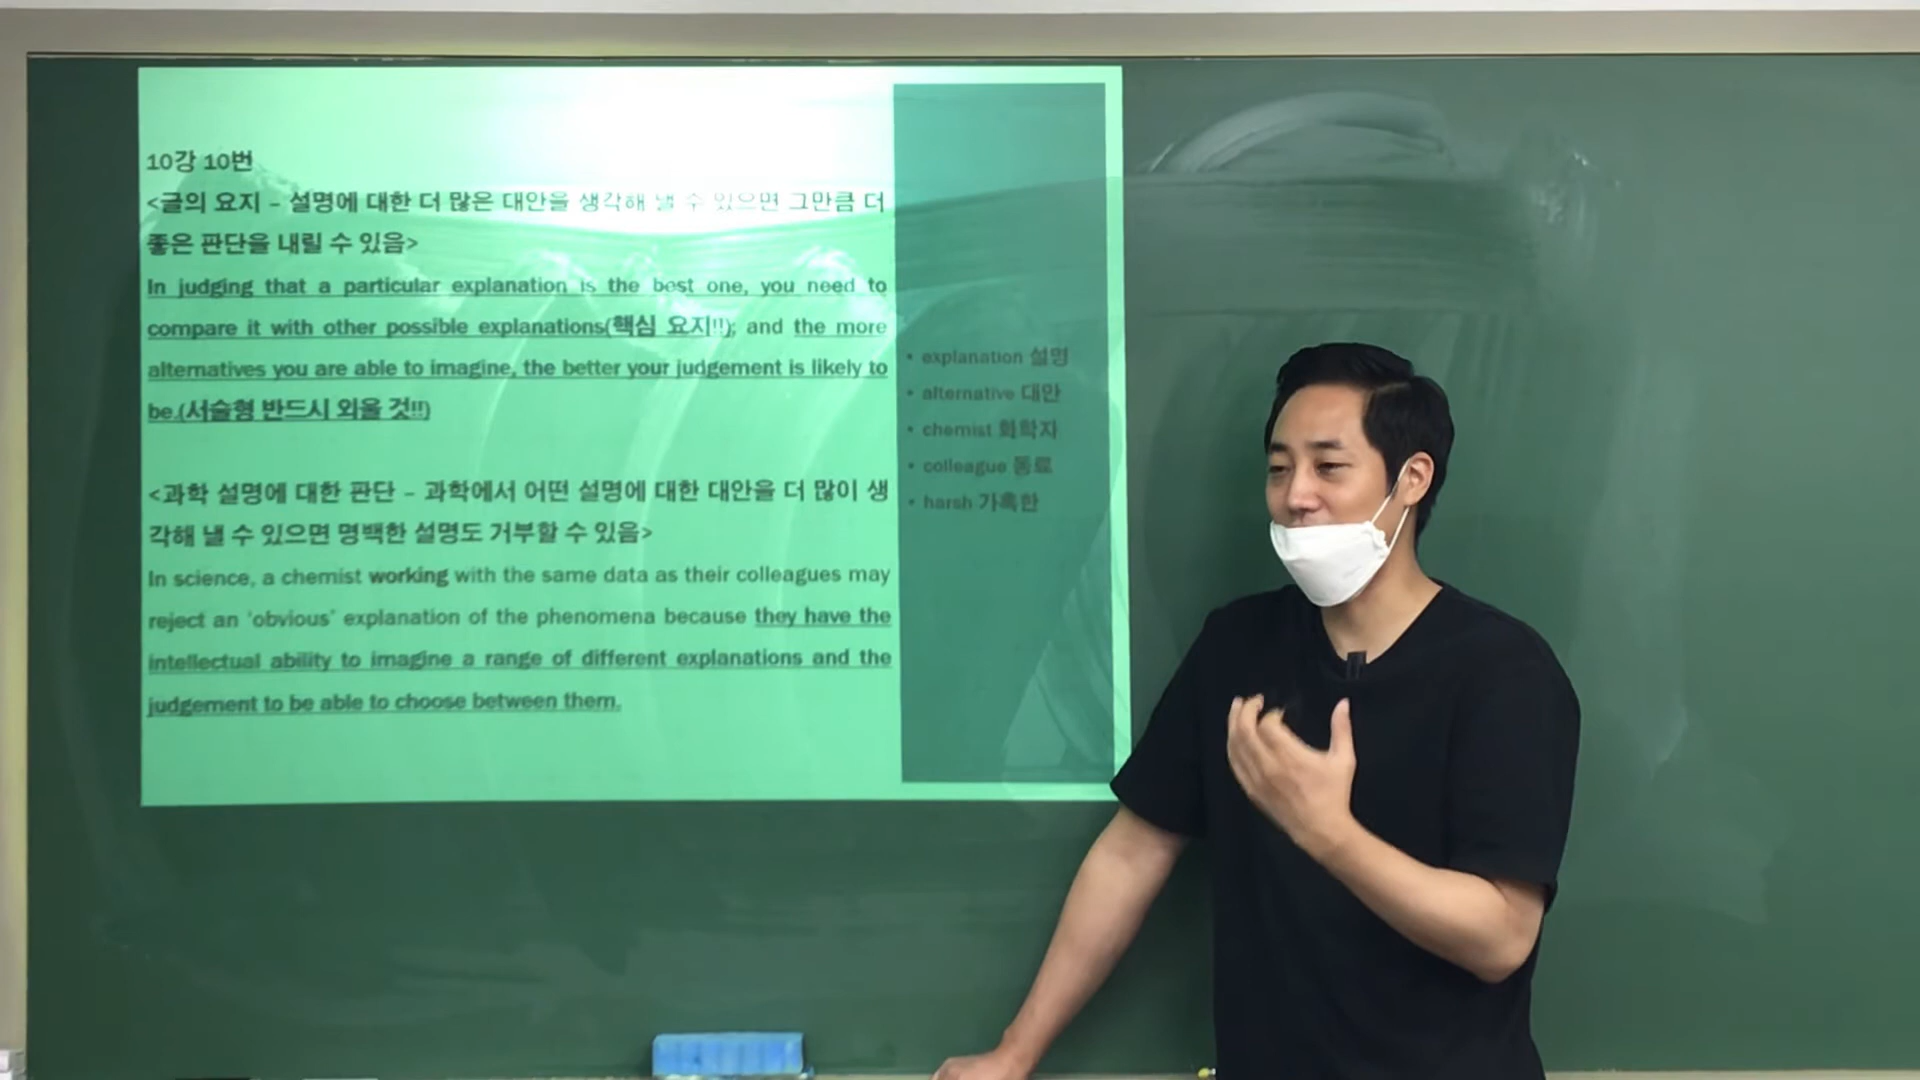 10강 10번
<글의 요지 – 설명에 대한 더 많은 대안을 생각해 낼 수 있으면 그만큼 더
좋은 판단을 내릴 수 있음>
In judging that a particular explanation is the best one, you need to
compare it with other possible explanations(핵심 요지!!); and the more
alternatives you are able to imagine, the better your judgement is likely to
be.(서술형 반드시 외울 것!!)
<과학 설명에 대한 판단 – 과학에서 어떤 설명에 대한 대안을 더 많이 생
각해 낼 수 있으면 명백한 설명도 거부할 수 있음>
In science, a chemist working with the same data as their colleagues may
reject an ‘obvious’ explanation of the phenomena because they have the
intellectual ability to imagine a range of different explanations and the
judgement to be able to choose between them.
• explanation 설명
• alternative 대안
• chemist 화학자
• colleague 동료
• harsh 가혹한